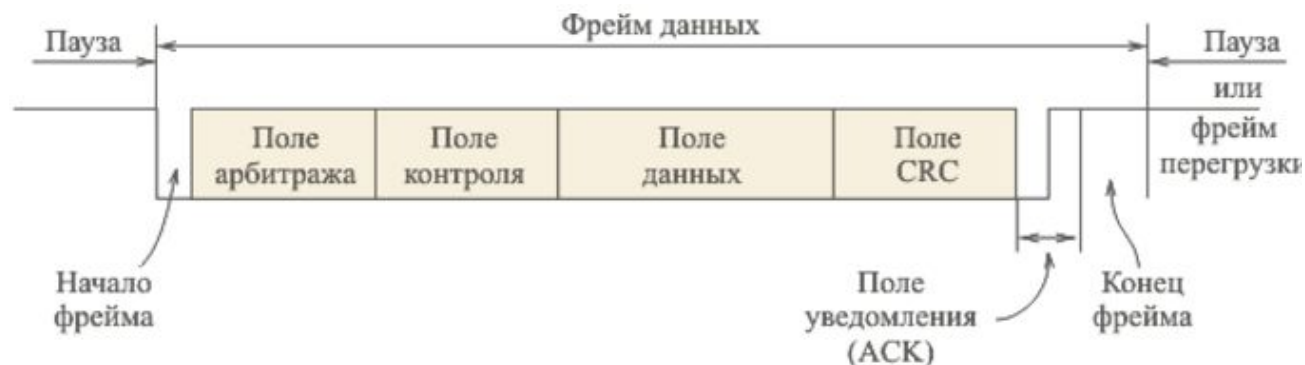 Фрейм данных
Пауза
Пауза
или
фрейм
перегрузки
Поле
арбитража
Поле
контроля
Поле
данных
Поле
CRC
Начало
фрейма
Поле
уведомления
(ACK)
Конец
фрейма